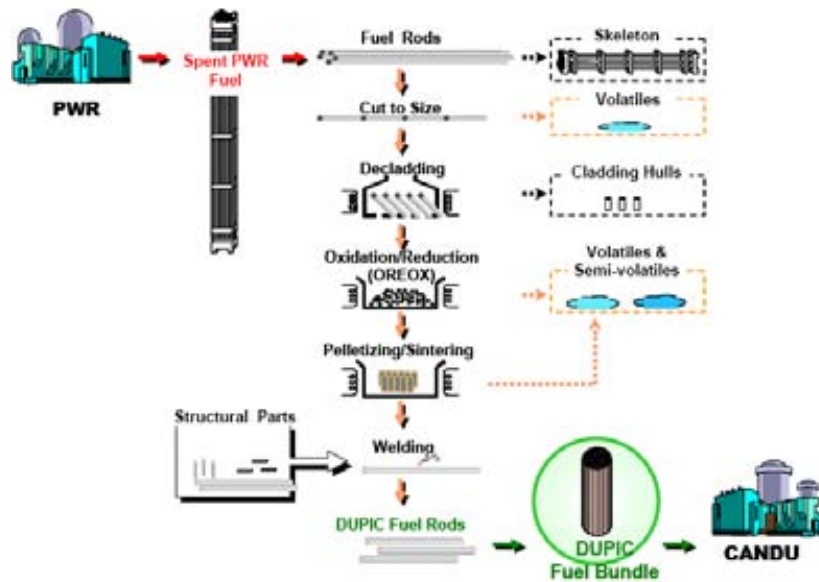 PWR
Spent PWR
Fuel
Fuel Rods
Skeleton
Cut to Size
Volatiles
Decladding
Cladding Hulls
Oxidation/Reduction
(OREOX)
Volatiles &
Semi-volatiles
Pelletizing/Sintering
Structural Parts
Welding
DUPIC Fuel Rods
DUPIC
Fuel Bundle
CANDU